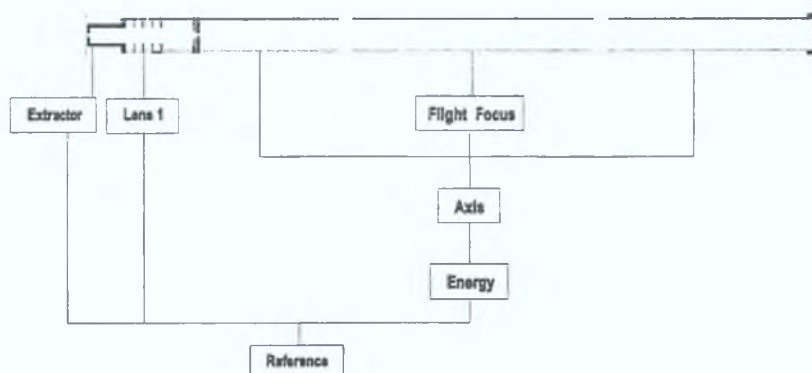 Extractor
Lens 1
Flight Focus
Axis
Energy
Reference